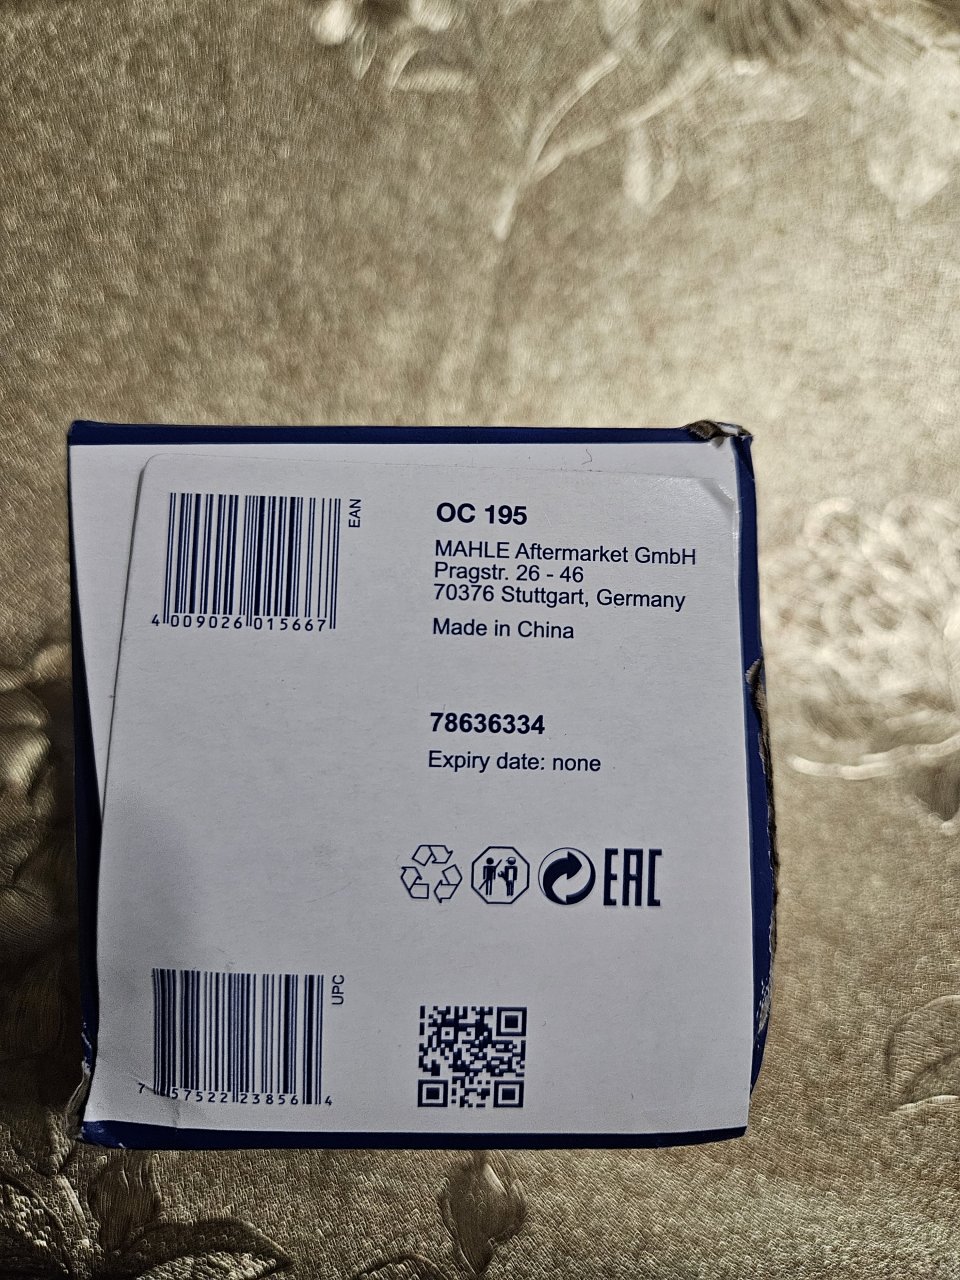 EAN
4 009026 015667
OC 195
MAHLE Aftermarket GmbH
Pragstr. 26 - 46
70376 Stuttgart, Germany
Made in China
78636334
Expiry date: none
EAC
UPC
7 57522 23856 4